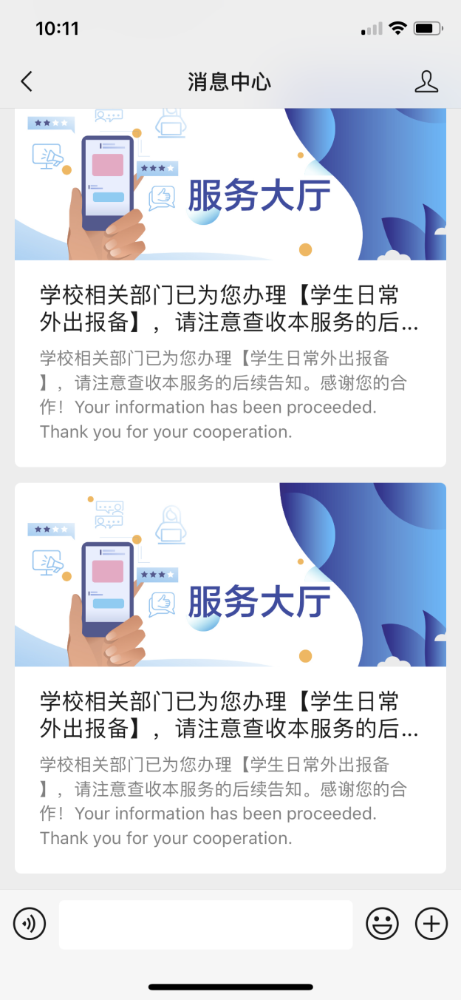 10:11
消息中心
服务大厅
学校相关部门已为您办理【学生日常
外出报备】，请注意查收本服务的后...
学校相关部门已为您办理【学生日常外出报备
】，请注意查收本服务的后续告知。感谢您的合
作！Your information has been proceeded.
Thank you for your cooperation.
服务大厅
学校相关部门已为您办理【学生日常
外出报备】，请注意查收本服务的后...
学校相关部门已为您办理【学生日常外出报备
】，请注意查收本服务的后续告知。感谢您的合
作！Your information has been proceeded.
Thank you for your cooperation.